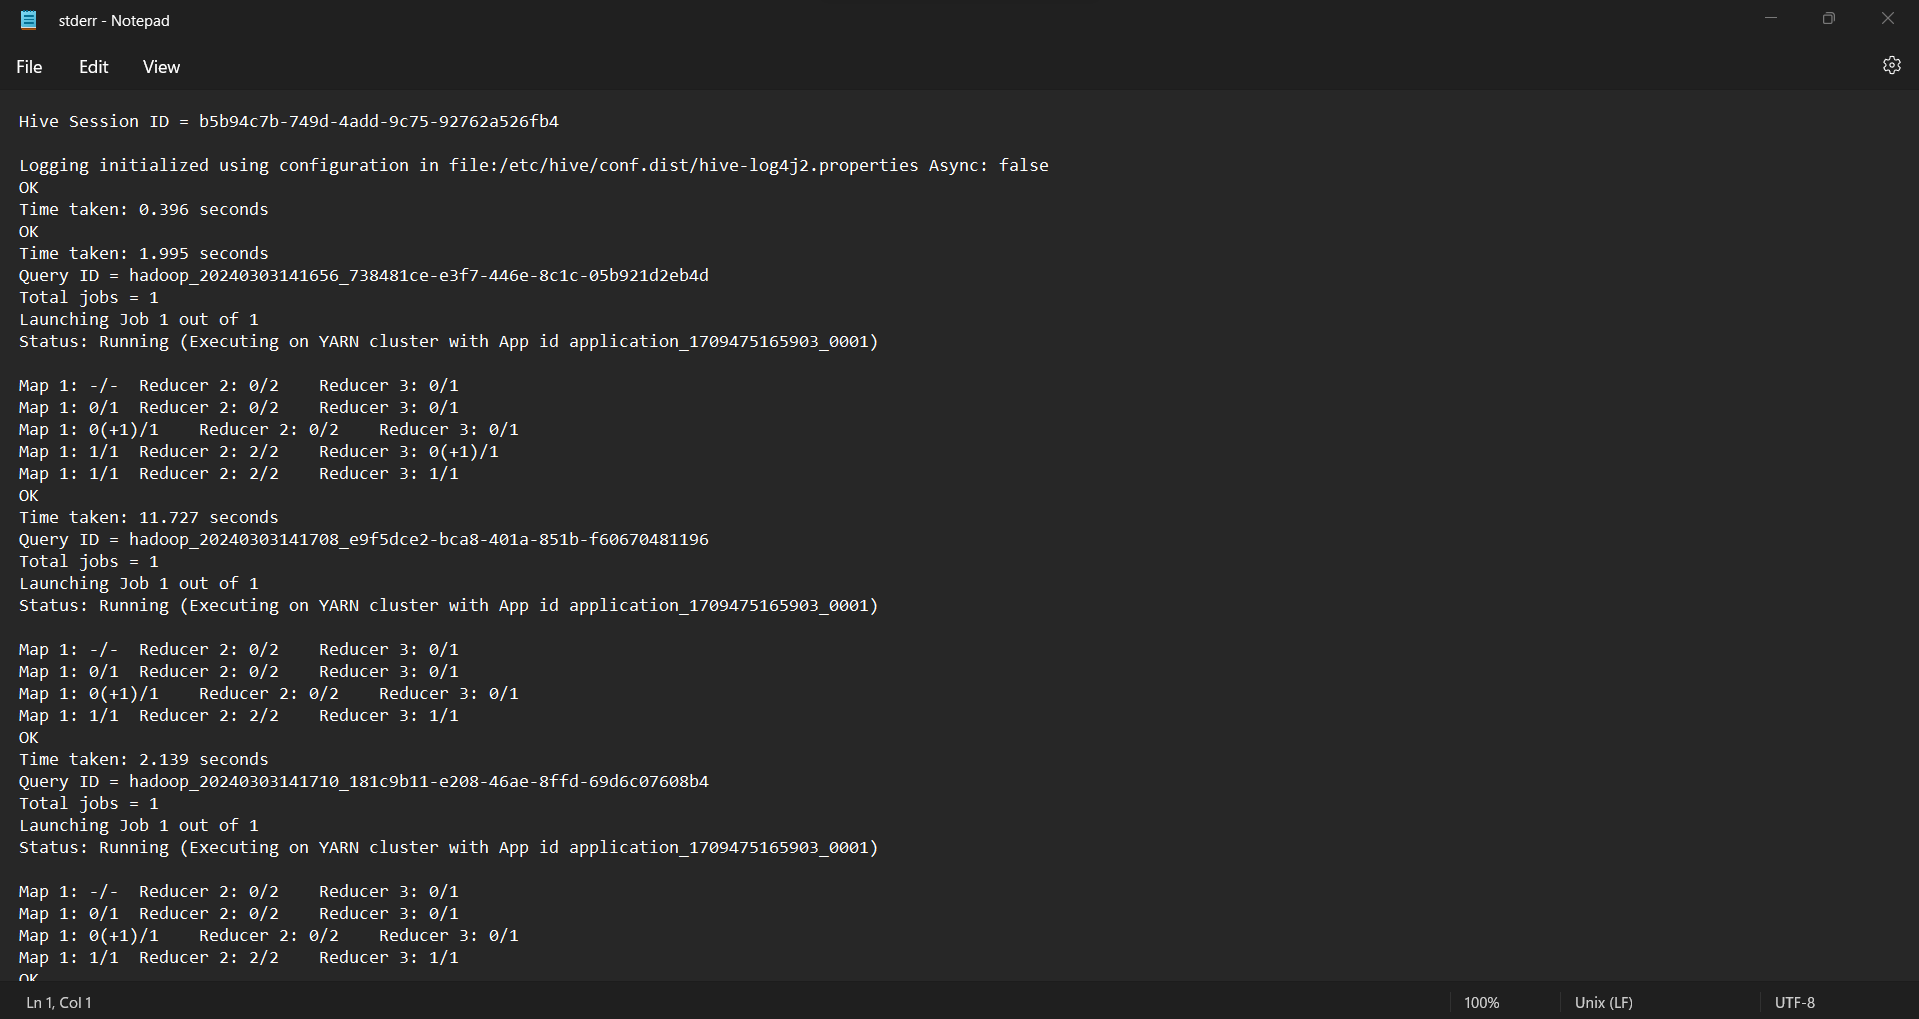 stderr - Notepad
File Edit View
Hive Session ID = b5b94c7b-749d-4add-9c75-92762a526fb4
Logging initialized using configuration in file:/etc/hive/conf.dist/hive-log4j2.properties Async: false
OK
Time taken: 0.396 seconds
OK
Time taken: 1.995 seconds
Query ID = hadoop_20240303141656_738481ce-e3f7-446e-8c1c-05b921d2eb4d
Total jobs = 1
Launching Job 1 out of 1
Status: Running (Executing on YARN cluster with App id application_1709475165903_0001)
Map 1: -/-  Reducer 2: 0/2    Reducer 3: 0/1
Map 1: 0/1  Reducer 2: 0/2    Reducer 3: 0/1
Map 1: 0(+1)/1    Reducer 2: 0/2    Reducer 3: 0/1
Map 1: 1/1  Reducer 2: 2/2    Reducer 3: 0(+1)/1
Map 1: 1/1  Reducer 2: 2/2    Reducer 3: 1/1
OK
Time taken: 11.727 seconds
Query ID = hadoop_20240303141708_e9f5dce2-bca8-401a-851b-f60670481196
Total jobs = 1
Launching Job 1 out of 1
Status: Running (Executing on YARN cluster with App id application_1709475165903_0001)
Map 1: -/-  Reducer 2: 0/2    Reducer 3: 0/1
Map 1: 0/1  Reducer 2: 0/2    Reducer 3: 0/1
Map 1: 0(+1)/1    Reducer 2: 0/2    Reducer 3: 0/1
Map 1: 1/1  Reducer 2: 2/2    Reducer 3: 1/1
OK
Time taken: 2.139 seconds
Query ID = hadoop_20240303141710_181c9b11-e208-46ae-8ffd-69d6c07608b4
Total jobs = 1
Launching Job 1 out of 1
Status: Running (Executing on YARN cluster with App id application_1709475165903_0001)
Map 1: -/-  Reducer 2: 0/2    Reducer 3: 0/1
Map 1: 0/1  Reducer 2: 0/2    Reducer 3: 0/1
Map 1: 0(+1)/1    Reducer 2: 0/2    Reducer 3: 0/1
Map 1: 1/1  Reducer 2: 2/2    Reducer 3: 1/1
OK
Ln 1, Col 1 100% Unix (LF) UTF-8